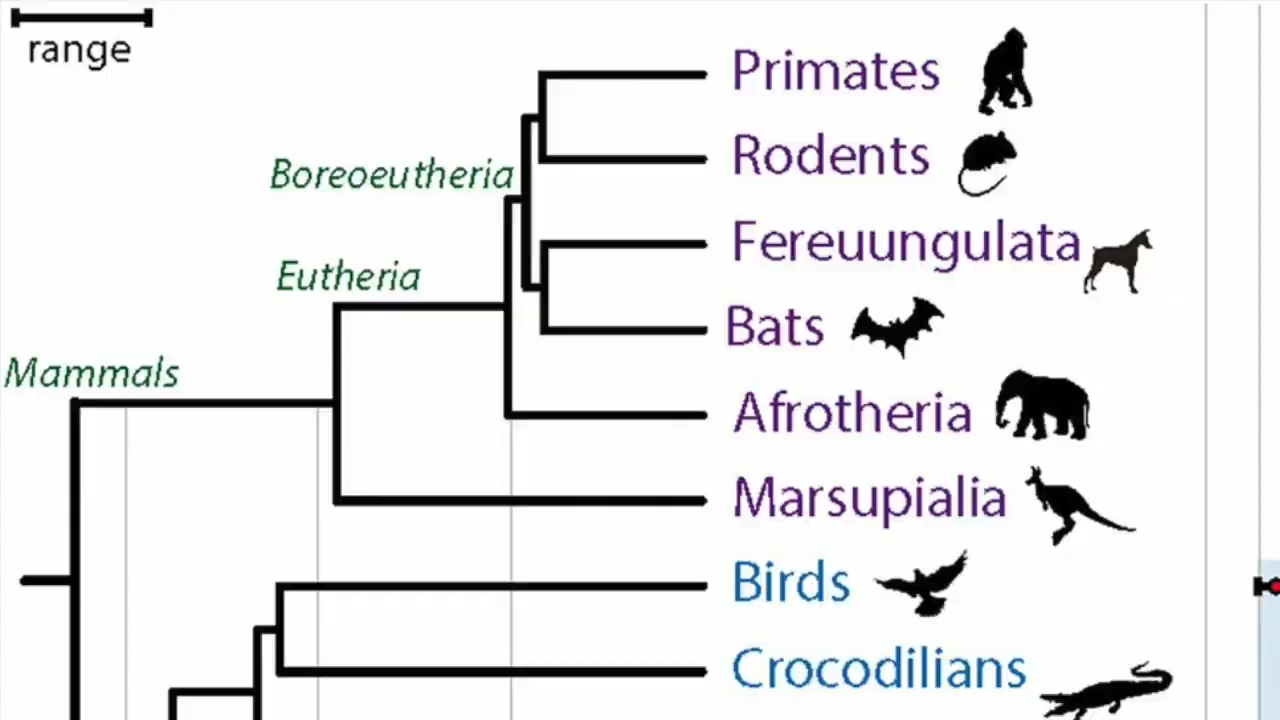 range
Primates
Rodents
Boreoeutheria
Fereuungulata
Eutheria
Bats
Mammals
Afrotheria
Marsupialia
Birds
Crocodilians